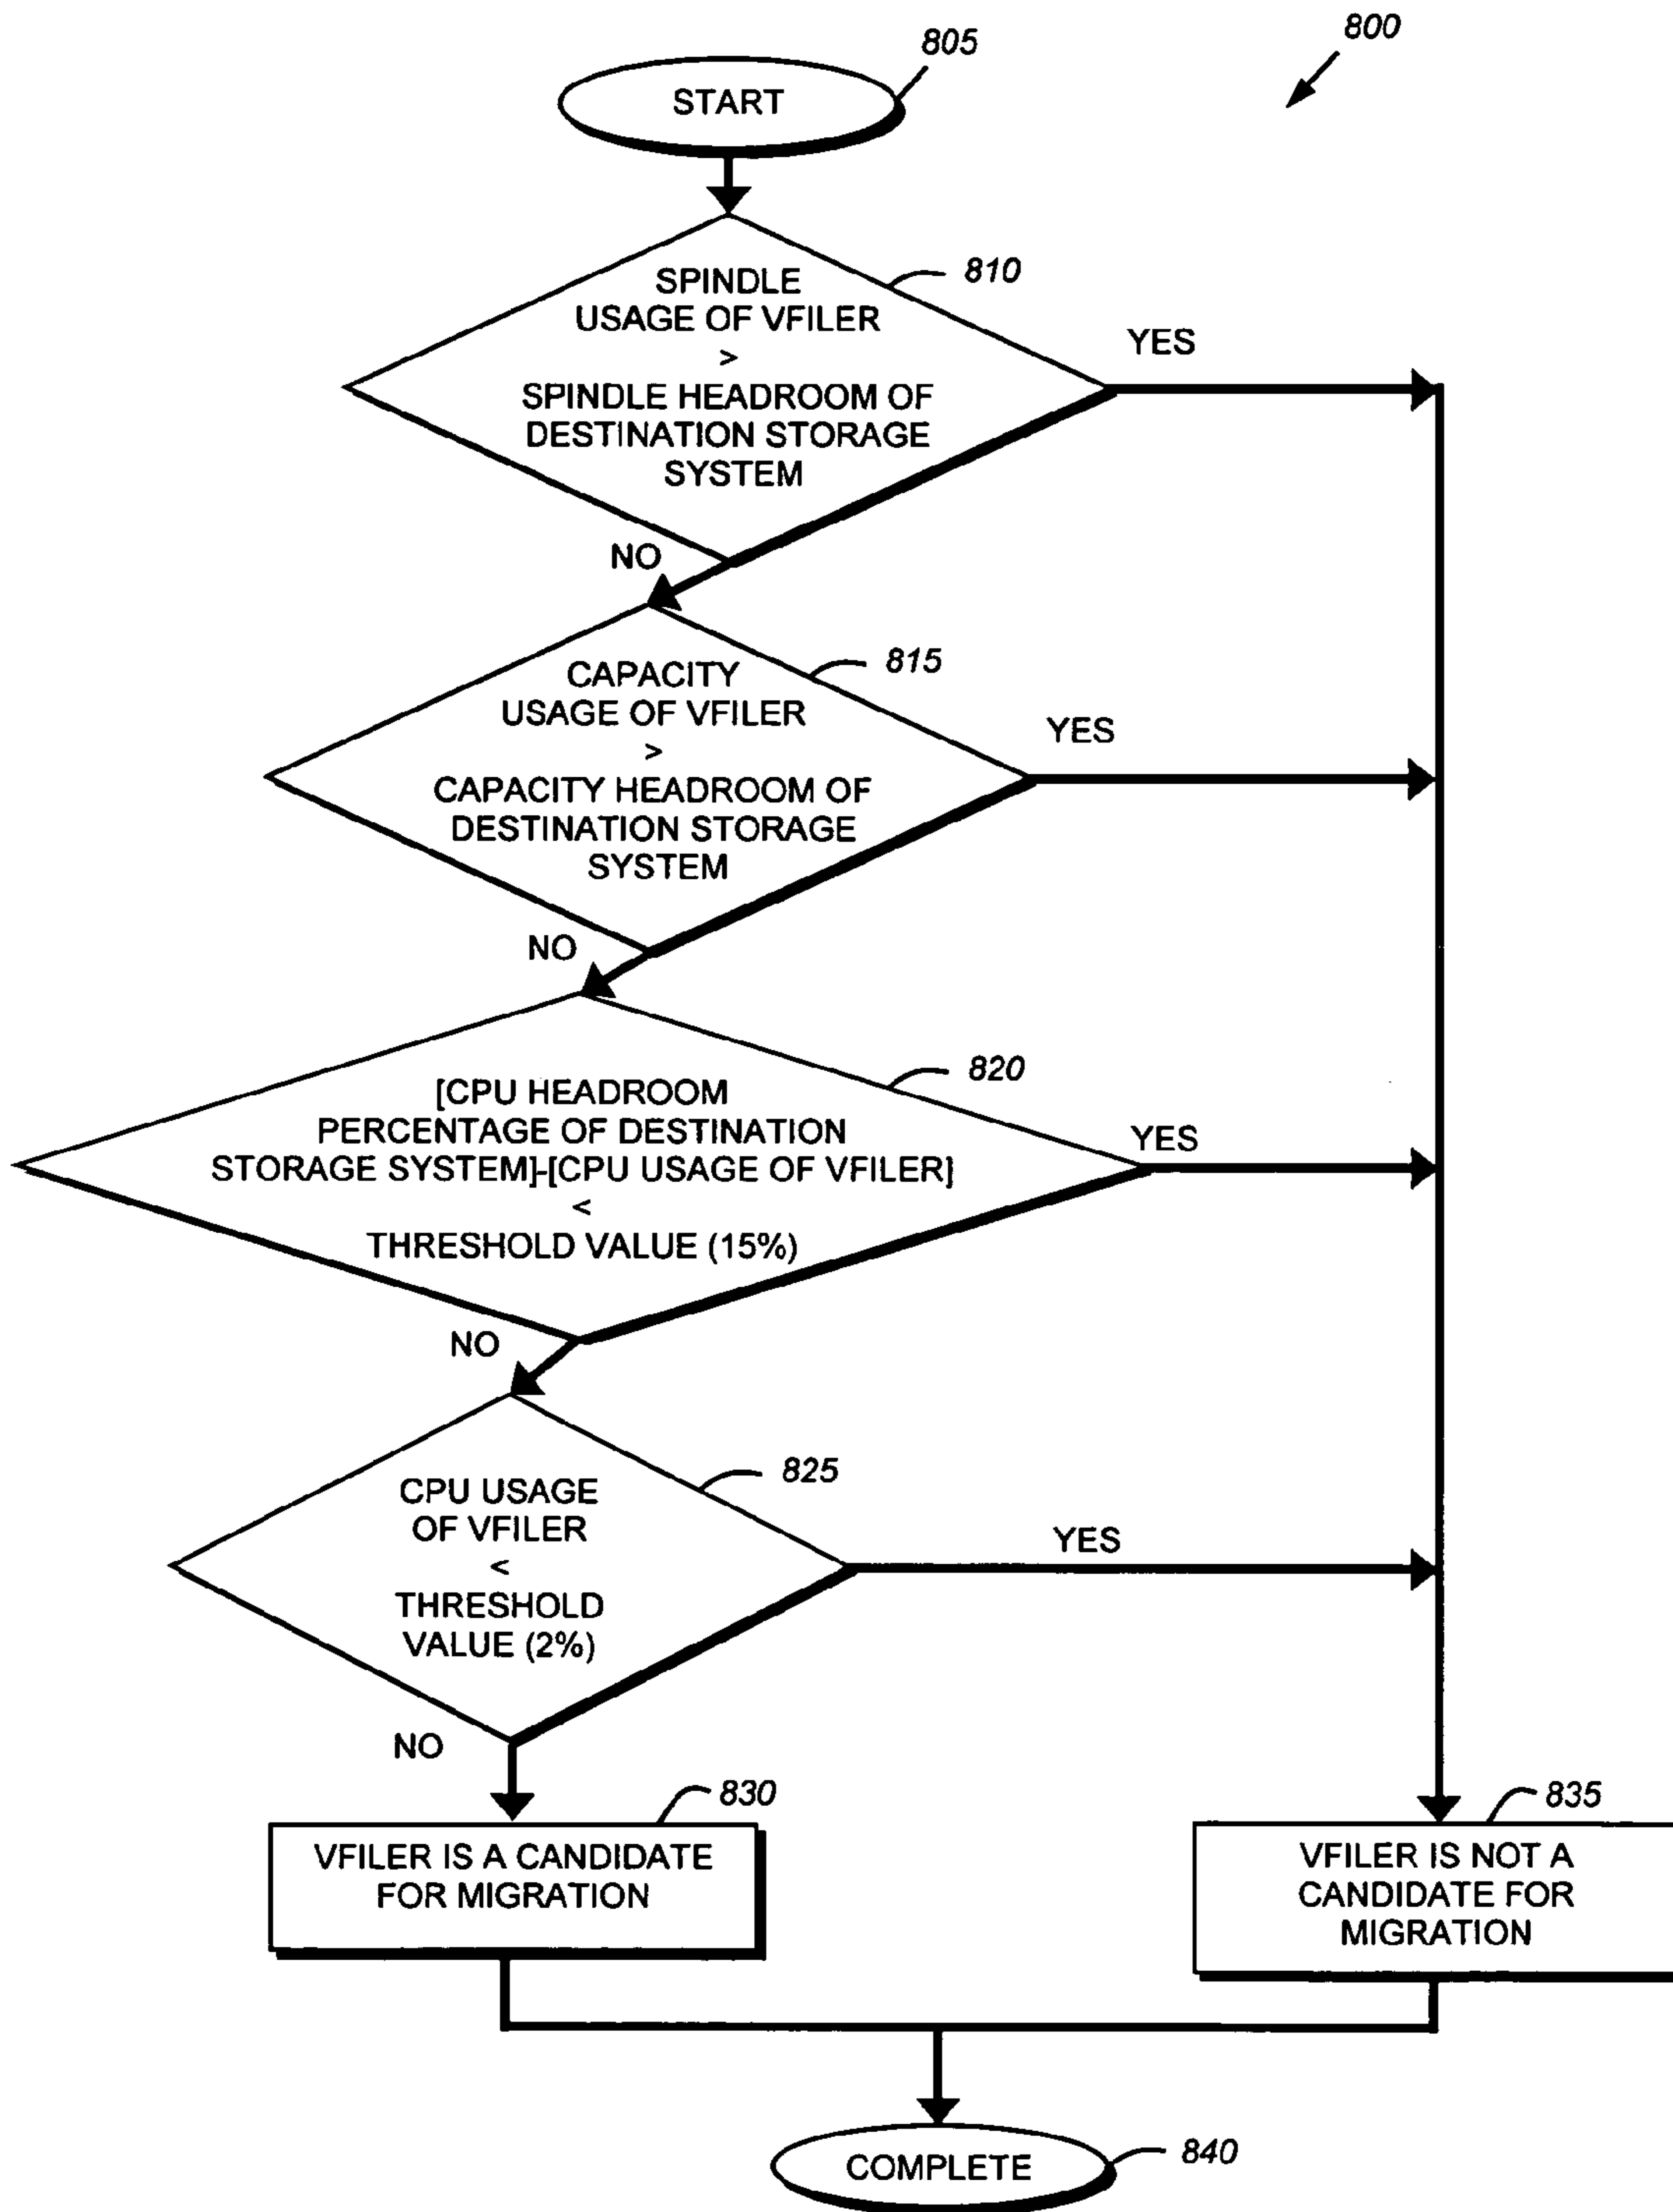 800
805
START
810
SPINDLE
USAGE OF VFILER
>
SPINDLE HEADROOM OF
DESTINATION STORAGE
SYSTEM
YES
NO
815
CAPACITY
USAGE OF VFILER
>
CAPACITY HEADROOM OF
DESTINATION STORAGE
SYSTEM
YES
NO
820
[CPU HEADROOM
PERCENTAGE OF DESTINATION
STORAGE SYSTEM]-[CPU USAGE OF VFILER]
<
THRESHOLD VALUE (15%)
YES
NO
825
CPU USAGE
OF VFILER
<
THRESHOLD
VALUE (2%)
YES
NO
830
VFILER IS A CANDIDATE
FOR MIGRATION
835
VFILER IS NOT A
CANDIDATE FOR
MIGRATION
COMPLETE
840